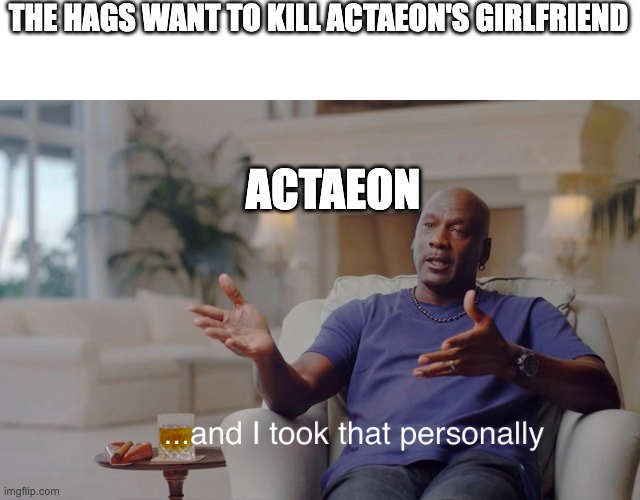 THE HAGS WANT TO KILL ACTAEON'S GIRLFRIEND
ACTAEON
...and I took that personally
imgflip.com